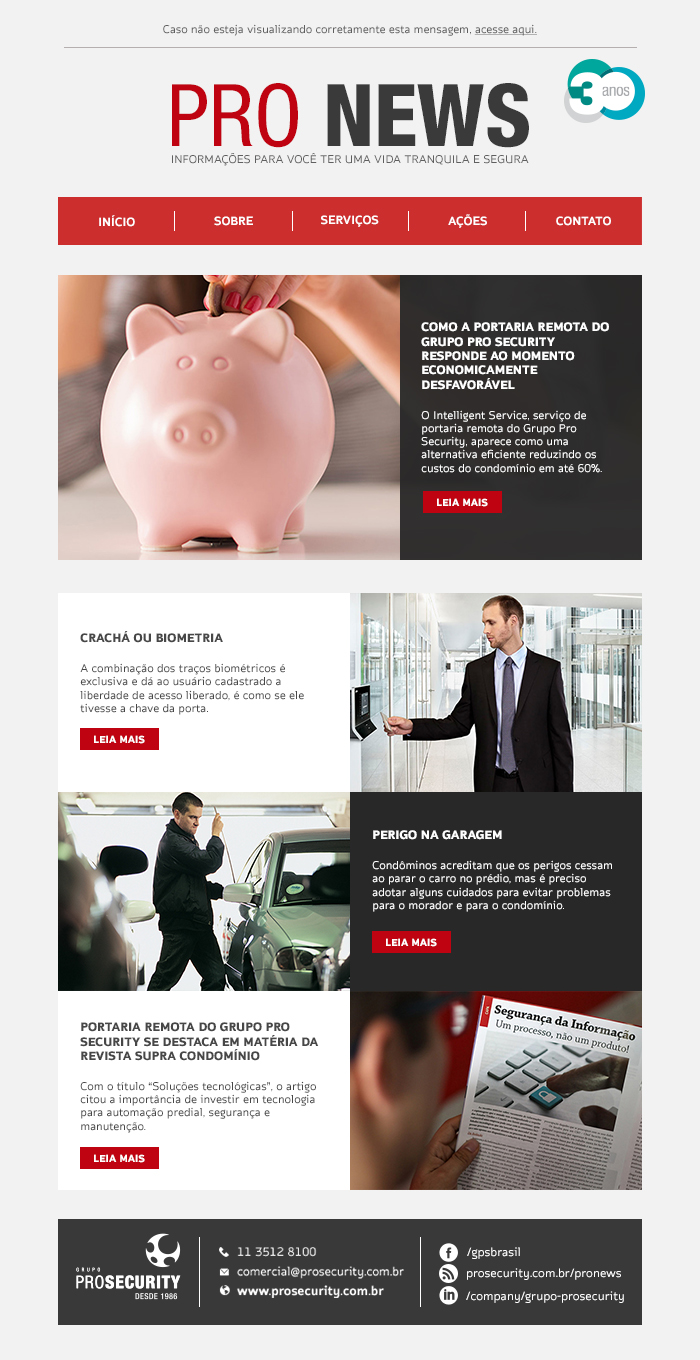 Caso não esteja visualizando corretamente esta mensagem, acesse aqui.
PRO NEWS
30 anos
INFORMAÇÕES PARA VOCÊ TER UMA VIDA TRANQUILA E SEGURA
INÍCIO
SOBRE
SERVIÇOS
AÇÕES
CONTATO
COMO A PORTARIA REMOTA DO
GRUPO PRO SECURITY
RESPONDE AO MOMENTO
ECONOMICAMENTE
DESFAVORÁVEL
O Intelligent Service, serviço de
portaria remota do Grupo Pro
Security, aparece como uma
alternativa eficiente reduzindo os
custos do condomínio em até 60%.
LEIA MAIS
CRACHÁ OU BIOMETRIA
A combinação dos traços biométricos é
exclusiva e dá ao usuário cadastrado a
liberdade de acesso liberado, é como se ele
tivesse a chave da porta.
LEIA MAIS
PERIGO NA GARAGEM
Condôminos acreditam que os perigos cessam
ao parar o carro no prédio, mas é preciso
adotar alguns cuidados para evitar problemas
para o morador e para o condomínio.
LEIA MAIS
PORTARIA REMOTA DO GRUPO PRO
SECURITY SE DESTACA EM MATÉRIA DA
REVISTA SUPRA CONDOMÍNIO
Com o título “Soluções tecnológicas”, o artigo
citou a importância de investir em tecnologia
para automação predial, segurança e
manutenção.
LEIA MAIS
Segurança da Informação
Um processo, não um produto!
GRUPO
PROSECURITY
DESDE 1986
11 3512 8100
comercial@prosecurity.com.br
www.prosecurity.com.br
/gpsbrasil
prosecurity.com.br/pronews
/company/grupo-prosecurity